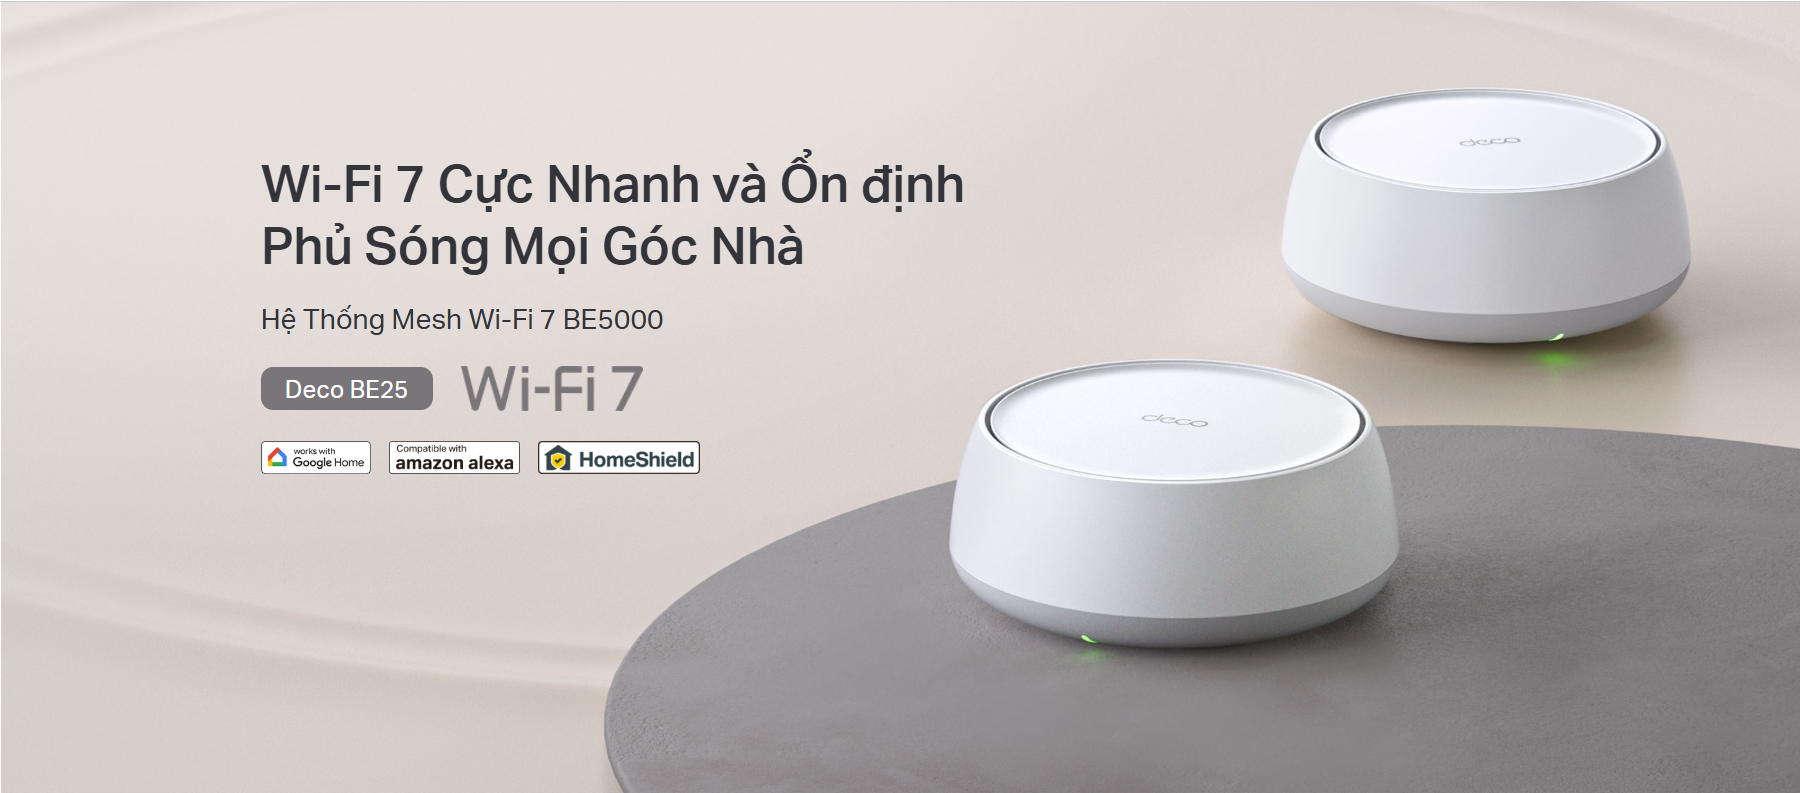 Wi-Fi 7 Cực Nhanh và Ổn định
Phủ Sóng Mọi Góc Nhà
Hệ Thống Mesh Wi-Fi 7 BE5000
Deco BE25
Wi-Fi 7
works with
Google Home
Compatible with
amazon alexa
HomeShield
deco
deco